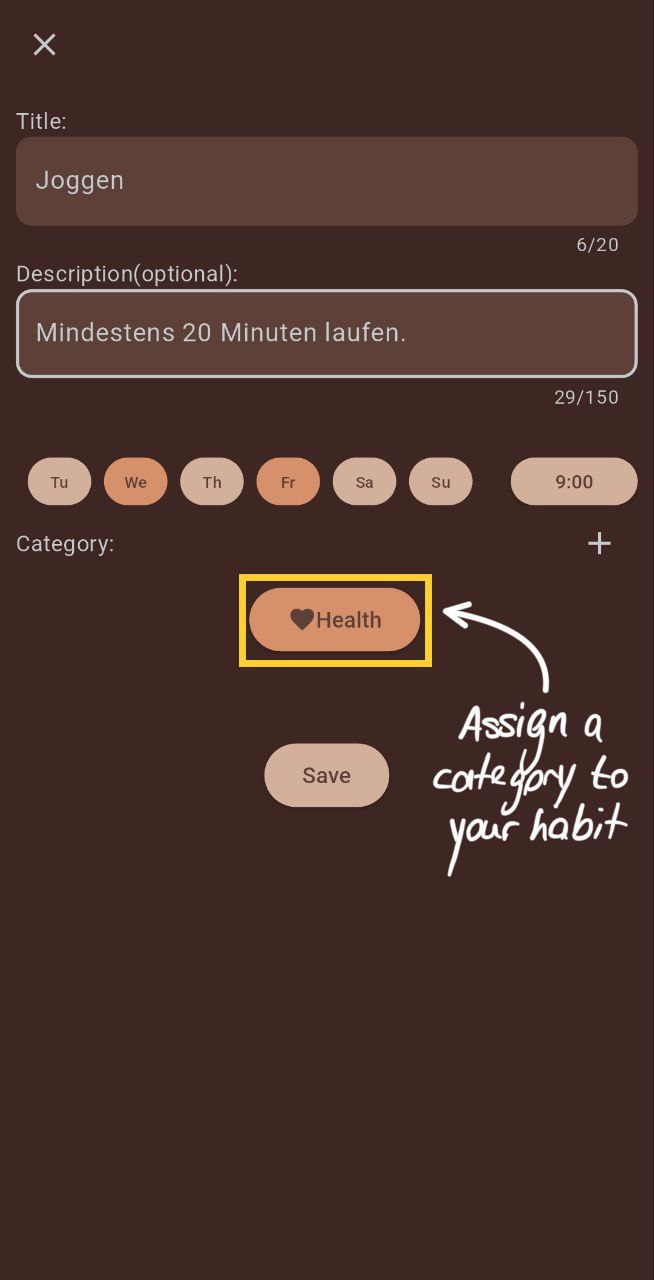 Title:
Joggen
6/20
Description(optional):
Mindestens 20 Minuten laufen.
29/150
Tu We Th Fr Sa Su 9:00
Category:
Health
Assign a
category to
your habit
Save